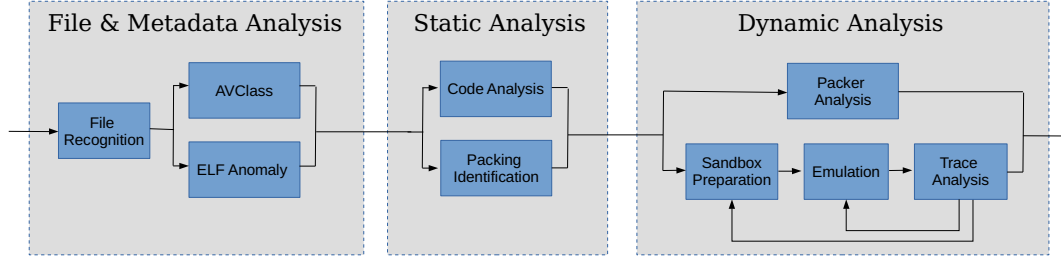 File & Metadata Analysis
File
Recognition
AVClass
ELF Anomaly
Static Analysis
Code Analysis
Packing
Identification
Dynamic Analysis
Packer
Analysis
Sandbox
Preparation
Emulation
Trace
Analysis